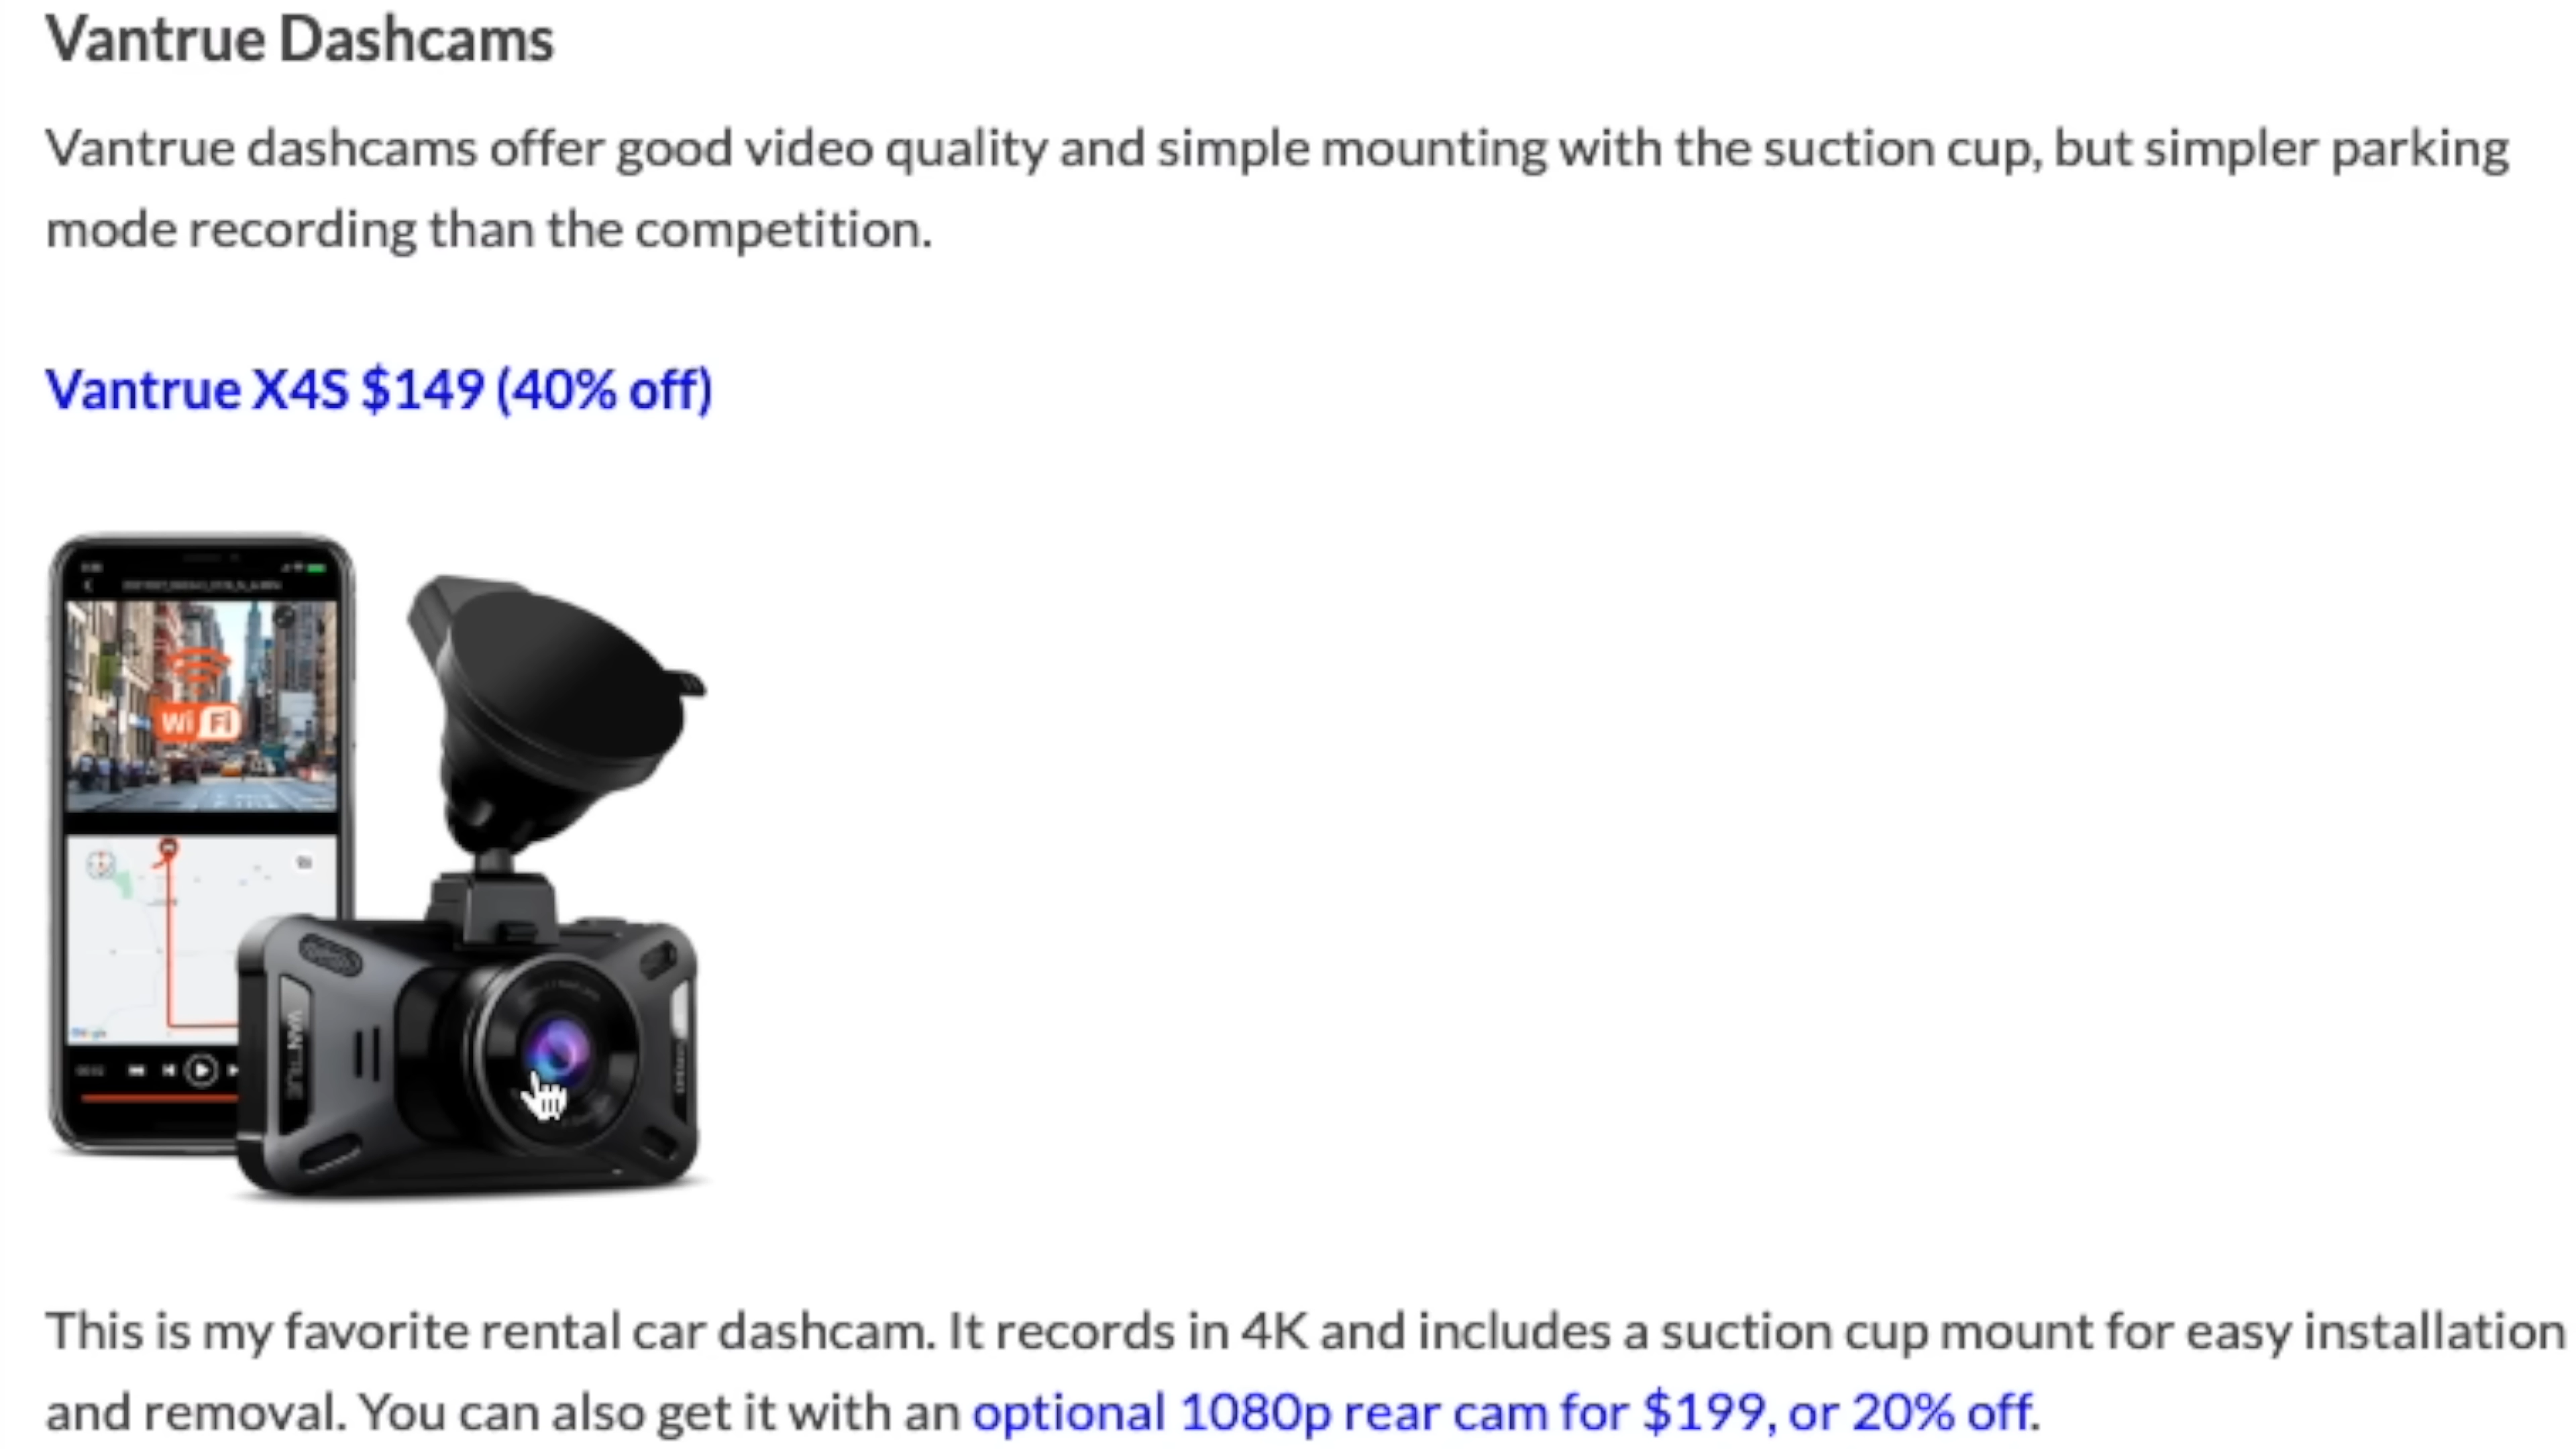 Vantrue Dashcams
Vantrue dashcams offer good video quality and simple mounting with the suction cup, but simpler parking
mode recording than the competition.
Vantrue X4S $149 (40% off)
Wi Fi
Google
VANTRUE
This is my favorite rental car dashcam. It records in 4K and includes a suction cup mount for easy installation
and removal. You can also get it with an optional 1080p rear cam for $199, or 20% off.